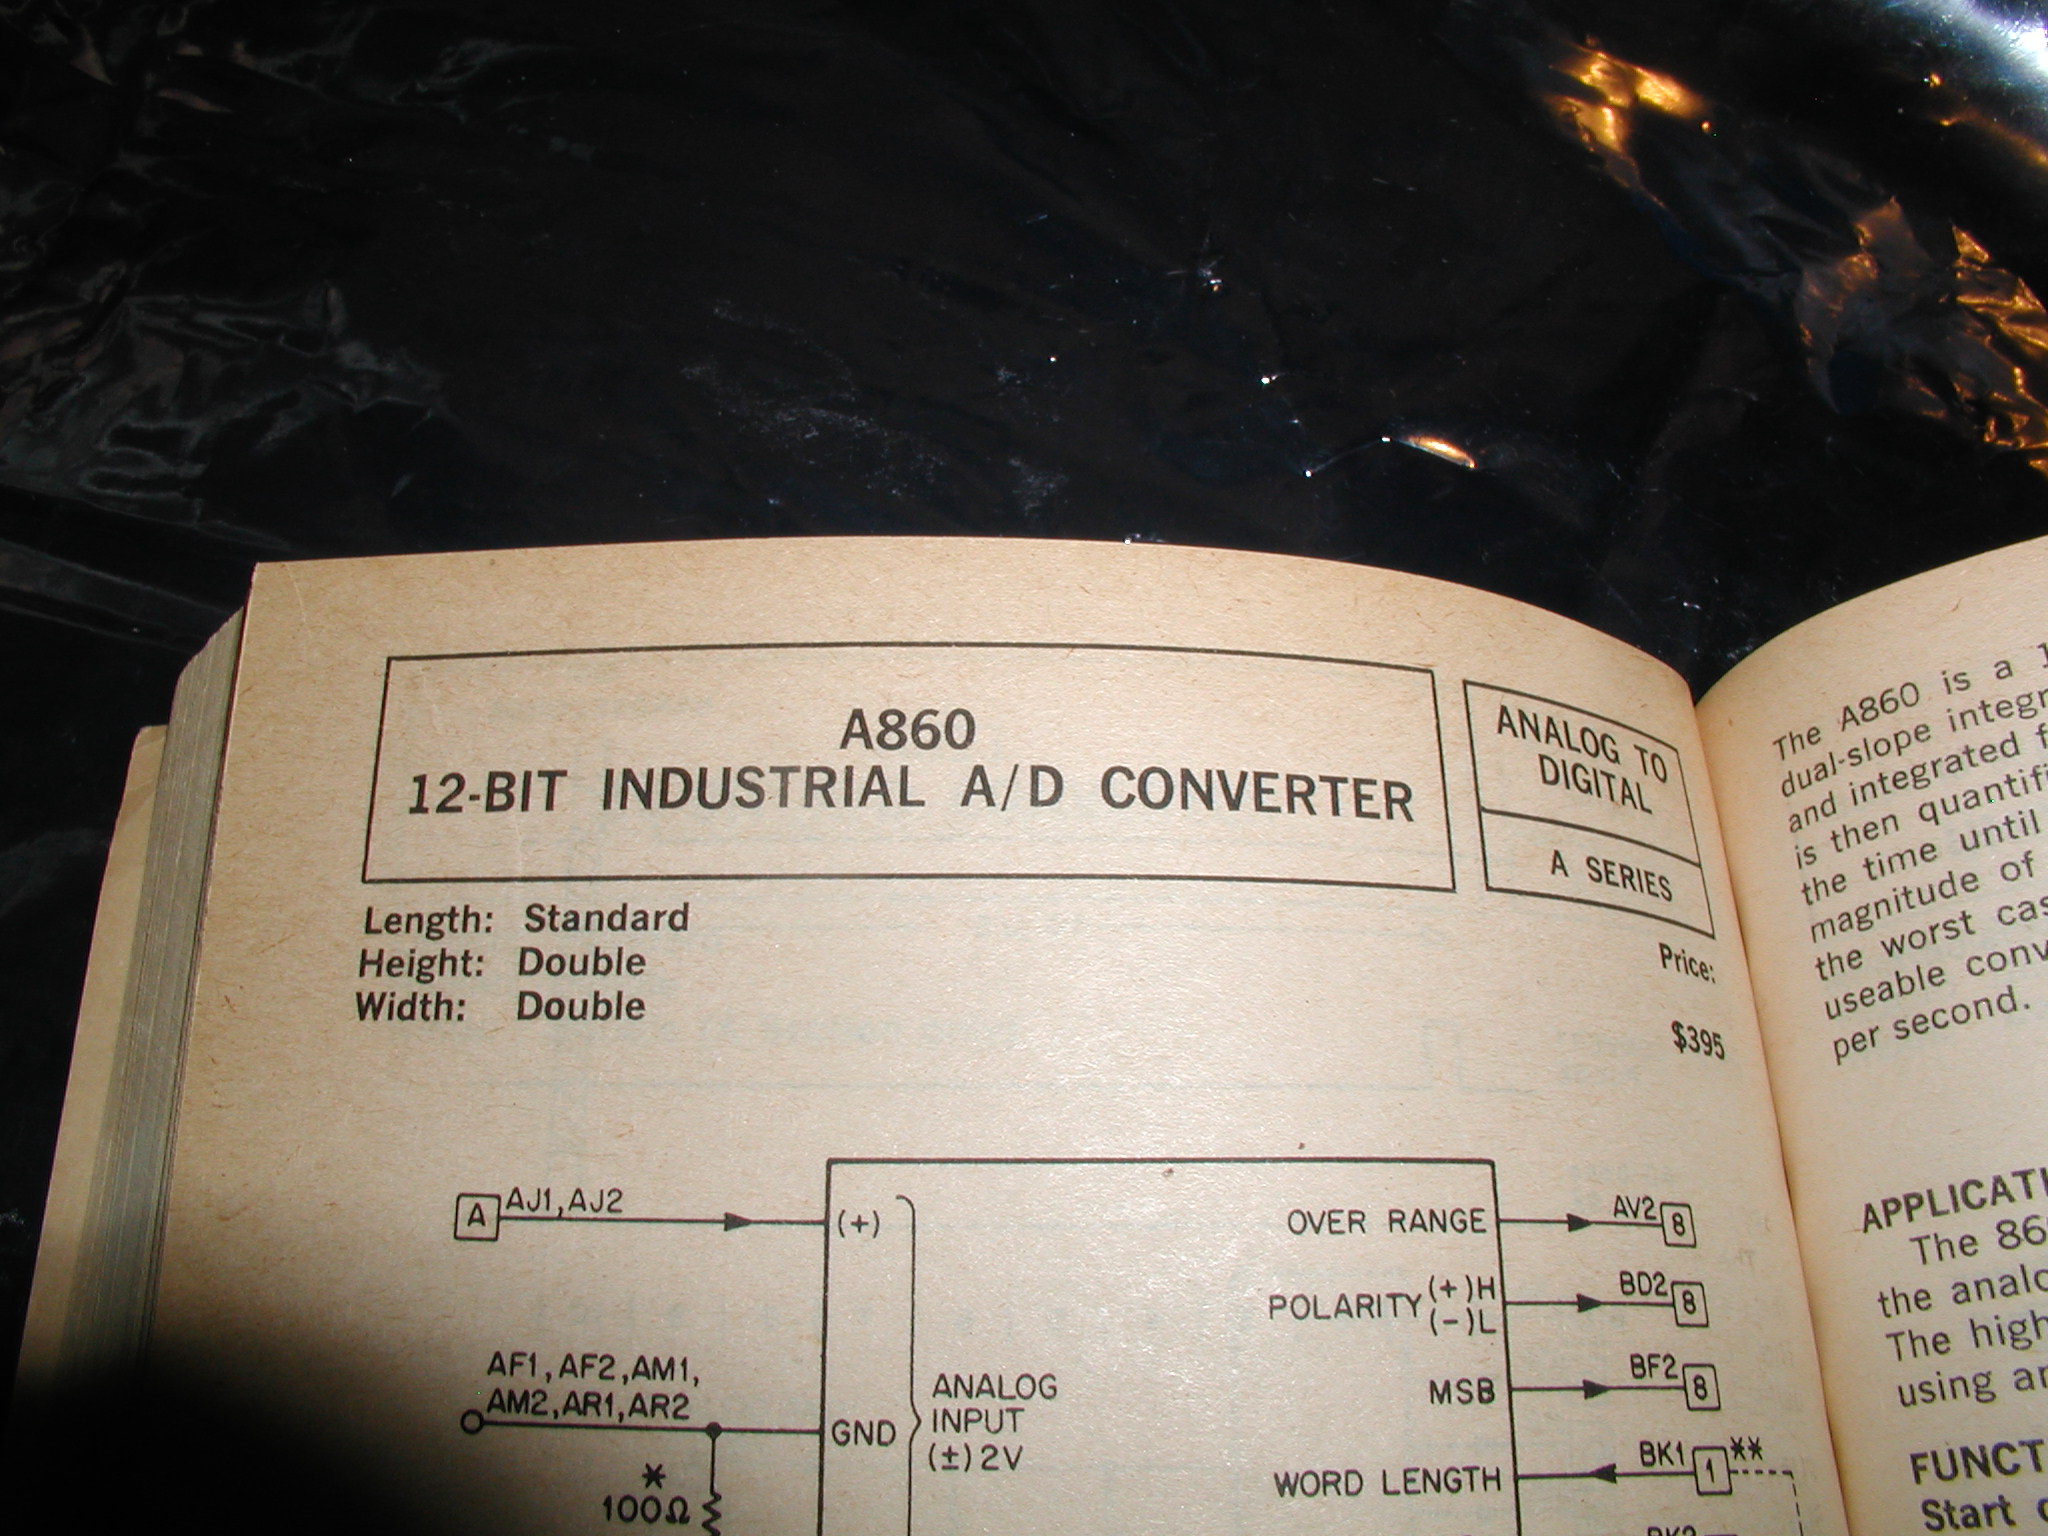 A860
12-BIT INDUSTRIAL A/D CONVERTER
ANALOG TO
DIGITAL
A SERIES
Length: Standard
Height: Double
Width: Double
Price:
$395
A AJ1, AJ2
(+)
AF1, AF2, AM1,
AM2, AR1, AR2
GND
*
100Ω
ANALOG
INPUT
(±) 2V
OVER RANGE AV2 8
POLARITY (+)H
(-)L
BD2 8
MSB BF2 8
WORD LENGTH BK1 1 **
The A860 is a
dual-slope
and integrated
is then
the time until
magnitude of
the worst
useable
per second.
The
the
The
using
Start